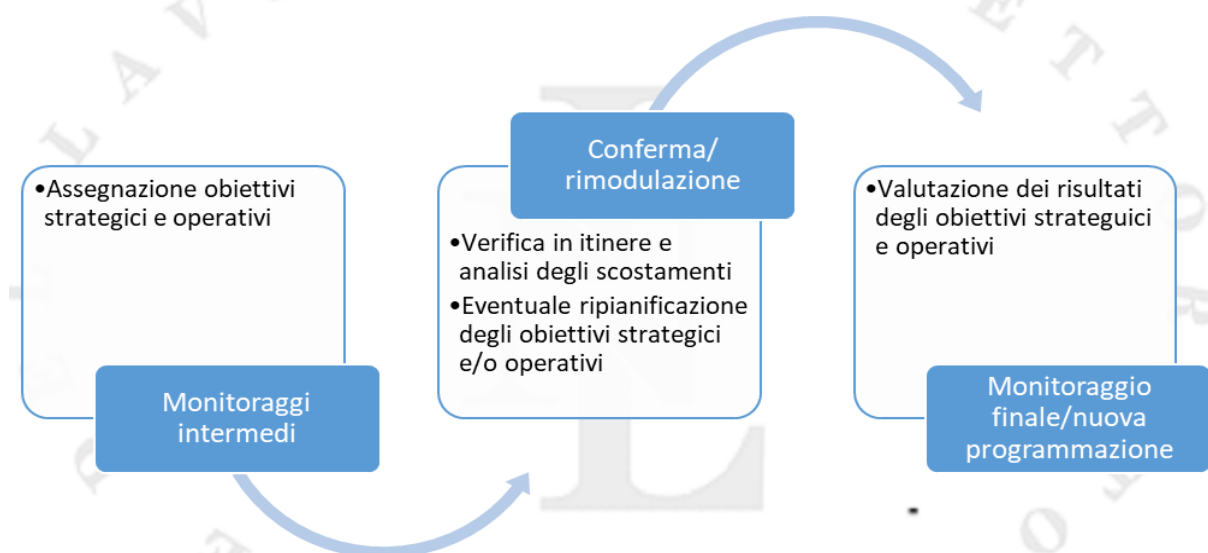 •Assegnazione obiettivi
strategici e operativi
Monitoraggi
intermedi
Conferma/
rimodulazione
•Verifica in itinere e
analisi degli scostamenti
•Eventuale ripianificazione
degli obiettivi strategici
e/o operativi
•Valutazione dei risultati
degli obiettivi strateguici
e operativi
Monitoraggio
finale/nuova
programmazione